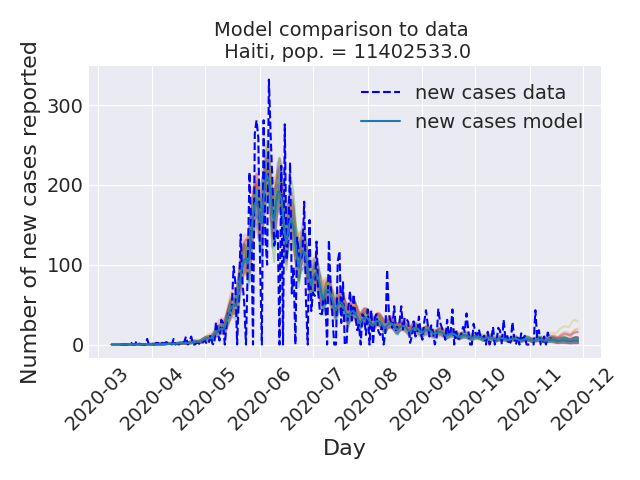 Model comparison to data
Haiti, pop. = 11402533.0
Number of new cases reported
300
200
100
0
new cases data
new cases model
2020-03
2020-04
2020-05
2020-06
2020-07
2020-08
2020-09
2020-10
2020-11
2020-12
Day